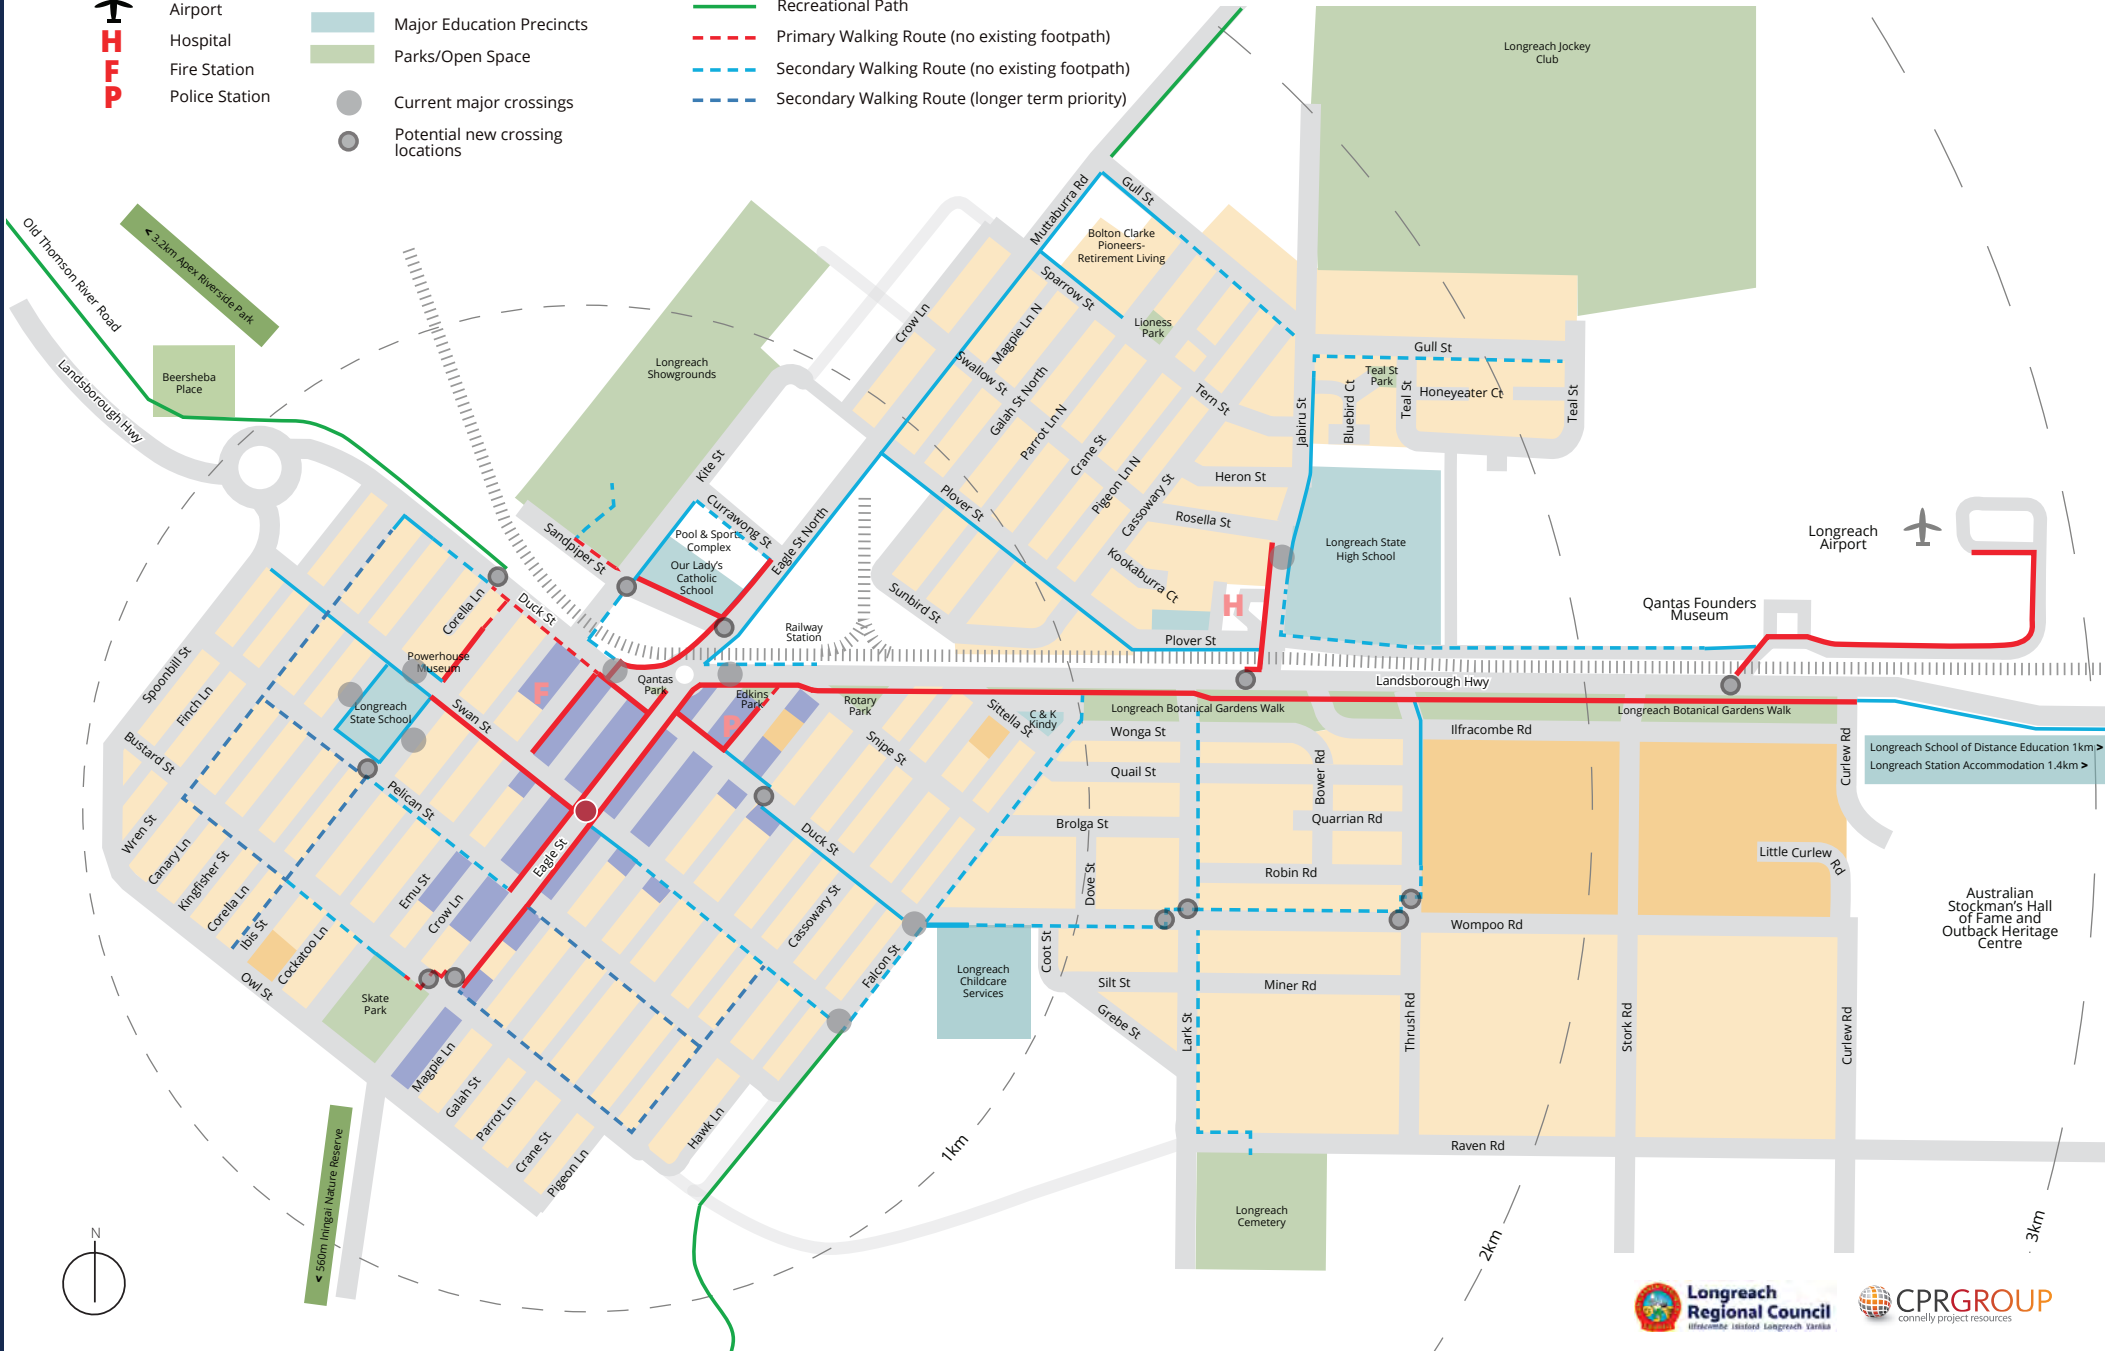 Airport
H
Hospital
F
Fire Station
P
Police Station
Major Education Precincts
Parks/Open Space
Current major crossings
Potential new crossing
locations
Recreational Path
Primary Walking Route (no existing footpath)
Secondary Walking Route (no existing footpath)
Secondary Walking Route (longer term priority)
Longreach Jockey
Club
Old Thomson River Road
< 3.2km Apex Riverside Park
Beersheba
Place
Landsborough Hwy
Longreach
Showgrounds
Muttaburra Rd
Gull St
Bolton Clarke
Pioneers-
Retirement Living
Sparrow St
Lioness
Park
Crow Ln
Magpie Ln N
Swallow St
Galah St North
Parrot Ln N
Crane St
Pigeon Ln N
Cassowary St
Tern St
Jabiru St
Gull St
Teal St
Park
Bluebird Ct
Teal St
Honeyeater Ct
Teal St
Heron St
Rosella St
Kookaburra Ct
Plover St
Kite St
Currawong St
Pool & Sports
Complex
Our Lady's
Catholic
School
Sandpiper St
Eagle St North
Sunbird St
H
Plover St
Longreach State
High School
Longreach
Airport
Qantas Founders
Museum
Railway
Station
Corella Ln
Duck St
Powerhouse
Museum
Spoonbill St
Finch Ln
Longreach
State School
Swan St
F
Qantas
Park
Edkins
Park
P
Rotary
Park
Sittella St
C & K
Kindy
Snipe St
Landsborough Hwy
Longreach Botanical Gardens Walk
Longreach Botanical Gardens Walk
Wonga St
Ilfracombe Rd
Quail St
Bower Rd
Curlew Rd
Longreach School of Distance Education 1km >
Longreach Station Accommodation 1.4km >
Bustard St
Pelican St
Wren St
Canary Ln
Kingfisher St
Corella Ln
Ibis St
Cockatoo Ln
Owl St
Emu St
Crow Ln
Eagle St
Duck St
Cassowary St
Falcon St
Brolga St
Quarrian Rd
Dove St
Robin Rd
Little Curlew
Rd
Wompoo Rd
Australian
Stockman's Hall
of Fame and
Outback Heritage
Centre
Skate
Park
Longreach
Childcare
Services
Coot St
Silt St
Miner Rd
Grebe St
Lark St
Thrush Rd
Stork Rd
Curlew Rd
Magpie Ln
Galah St
Parrot Ln
Crane St
Pigeon Ln
Hawk Ln
Raven Rd
< 560m Iningai Nature Reserve
Longreach
Cemetery
1km
2km
3km
N
Longreach
Regional Council
Ilfracombe Isisford Longreach Yaraka
CPRGROUP
connelly project resources